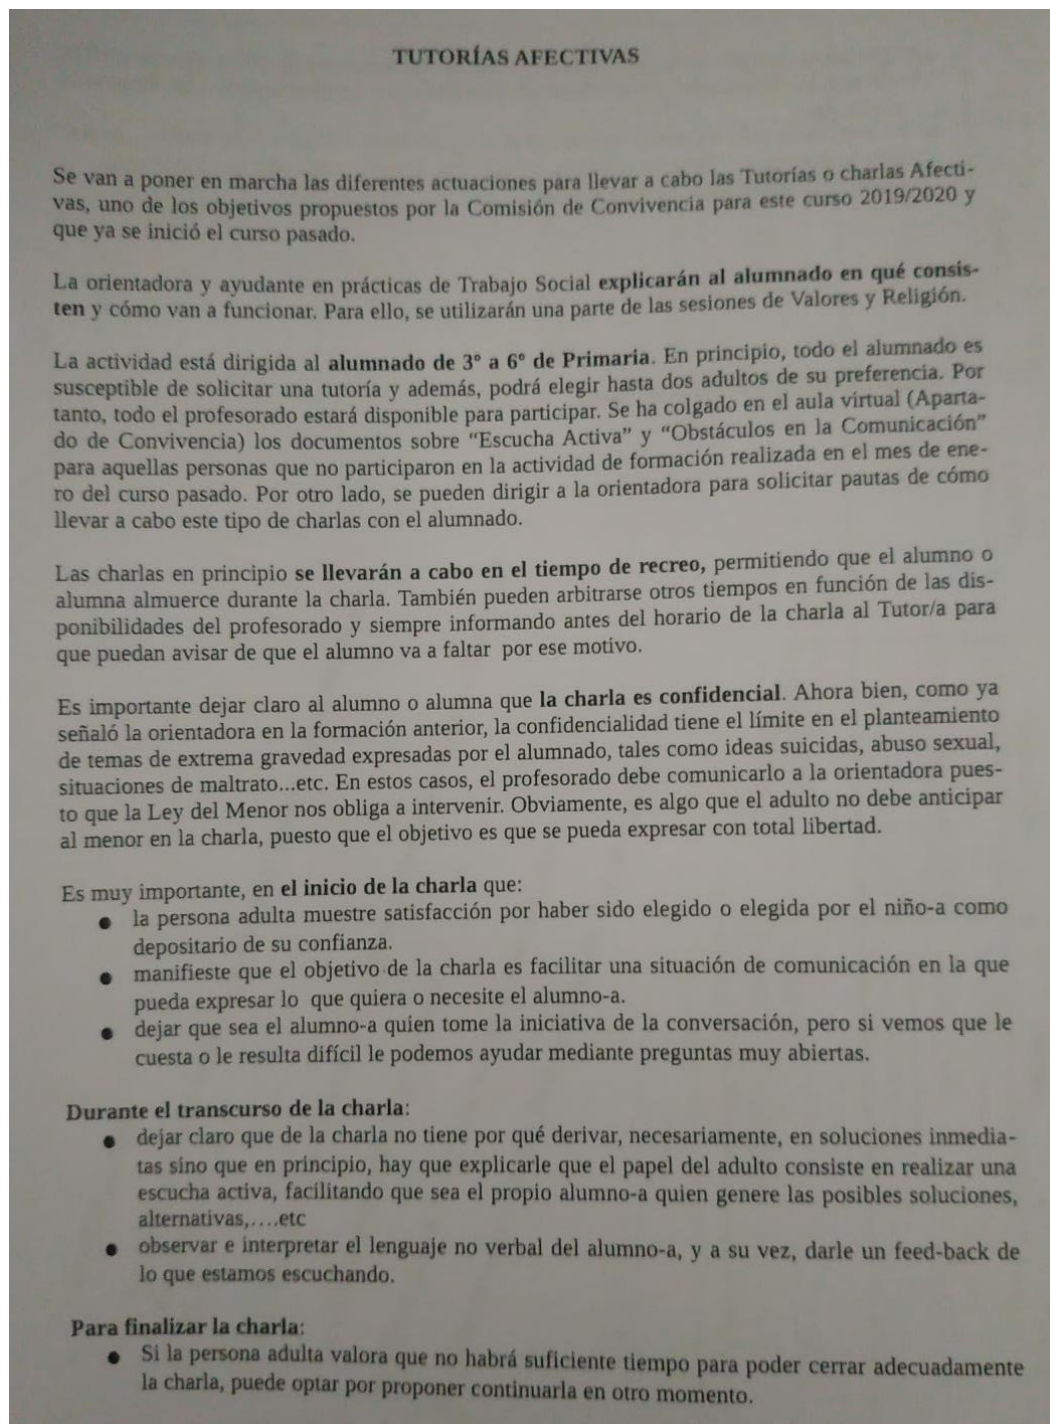 TUTORÍAS AFECTIVAS
Se van a poner en marcha las diferentes actuaciones para llevar a cabo las Tutorías o charlas Afecti-
vas, uno de los objetivos propuestos por la Comisión de Convivencia para este curso 2019/2020 y
que ya se inició el curso pasado.
La orientadora y ayudante en prácticas de Trabajo Social explicarán al alumnado en qué consis-
ten y cómo van a funcionar. Para ello, se utilizarán una parte de las sesiones de Valores y Religión.
La actividad está dirigida al alumnado de 3º a 6º de Primaria. En principio, todo el alumnado es
susceptible de solicitar una tutoría y además, podrá elegir hasta dos adultos de su preferencia. Por
tanto, todo el profesorado estará disponible para participar. Se ha colgado en el aula virtual (Aparta-
do de Convivencia) los documentos sobre “Escucha Activa” y “Obstáculos en la Comunicación”
para aquellas personas que no participaron en la actividad de formación realizada en el mes de ene-
ro del curso pasado. Por otro lado, se pueden dirigir a la orientadora para solicitar pautas de cómo
llevar a cabo este tipo de charlas con el alumnado.
Las charlas en principio se llevarán a cabo en el tiempo de recreo, permitiendo que el alumno o
alumna almuerce durante la charla. También pueden arbitrarse otros tiempos en función de las dis-
ponibilidades del profesorado y siempre informando antes del horario de la charla al Tutor/a para
que puedan avisar de que el alumno va a faltar por ese motivo.
Es importante dejar claro al alumno o alumna que la charla es confidencial. Ahora bien, como ya
señaló la orientadora en la formación anterior, la confidencialidad tiene el límite en el planteamiento
de temas de extrema gravedad expresadas por el alumnado, tales como ideas suicidas, abuso sexual,
situaciones de maltrato...etc. En estos casos, el profesorado debe comunicarlo a la orientadora pues-
to que la Ley del Menor nos obliga a intervenir. Obviamente, es algo que el adulto no debe anticipar
al menor en la charla, puesto que el objetivo es que se pueda expresar con total libertad.
Es muy importante, en el inicio de la charla que:
● la persona adulta muestre satisfacción por haber sido elegido o elegida por el niño-a como
depositario de su confianza.
● manifieste que el objetivo de la charla es facilitar una situación de comunicación en la que
pueda expresar lo que quiera o necesite el alumno-a.
● dejar que sea el alumno-a quien tome la iniciativa de la conversación, pero si vemos que le
cuesta o le resulta difícil le podemos ayudar mediante preguntas muy abiertas.
Durante el transcurso de la charla:
● dejar claro que de la charla no tiene por qué derivar, necesariamente, en soluciones inmedia-
tas sino que en principio, hay que explicarle que el papel del adulto consiste en realizar una
escucha activa, facilitando que sea el propio alumno-a quien genere las posibles soluciones,
alternativas,....etc
● observar e interpretar el lenguaje no verbal del alumno-a, y a su vez, darle un feed-back de
lo que estamos escuchando.
Para finalizar la charla:
● Si la persona adulta valora que no habrá suficiente tiempo para poder cerrar adecuadamente
la charla, puede optar por proponer continuarla en otro momento.